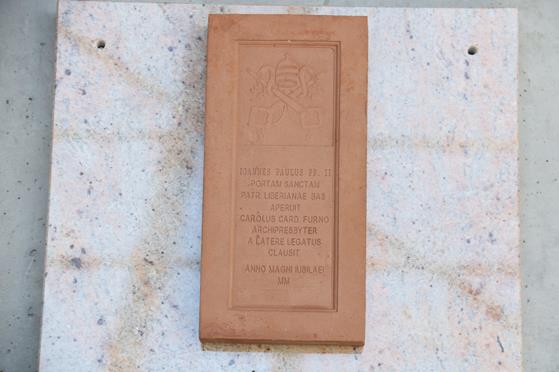 IOANNES PAULUS PP. II
PORTAM SANCTAM
PATR. LIBERIANAE BAS
APERUIT
CAROLUS CARD. FURNO
ARCHIPRESBYTER
A LATERE LEGATUS
CLAUSIT
ANNO MAGNI IUBILAEI
MM